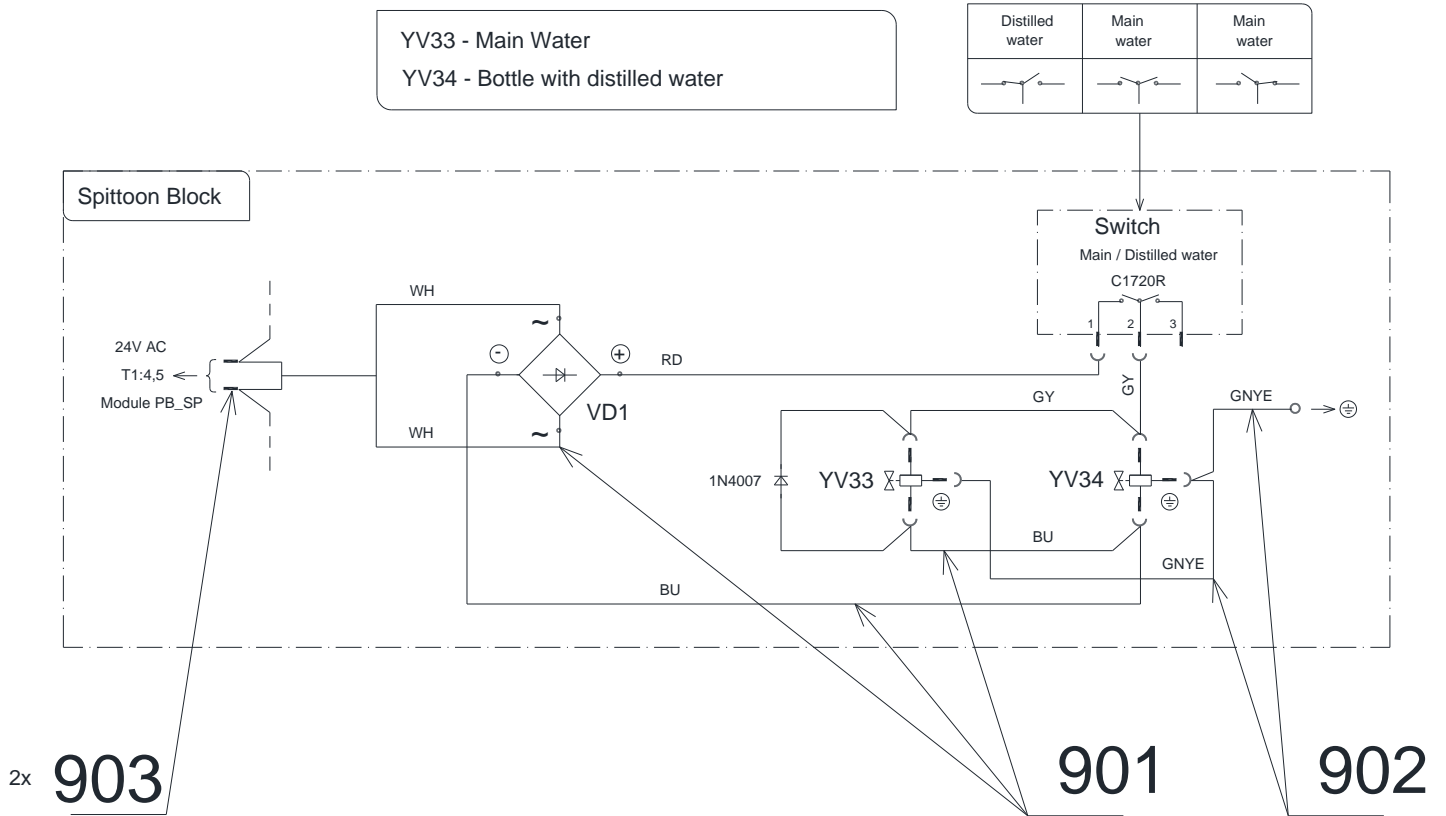 YV33 - Main Water
YV34 - Bottle with distilled water
Distilled
water
Main
water
Main
water
Spittoon Block
Switch
Main / Distilled water
C1720R
1
2
3
WH
~
24V AC
T1:4,5
Module PB_SP
-
+
RD
VD1
WH
~
GY
GY
GNYE
1N4007
YV33
YV34
BU
GNYE
BU
2x
903
901
902